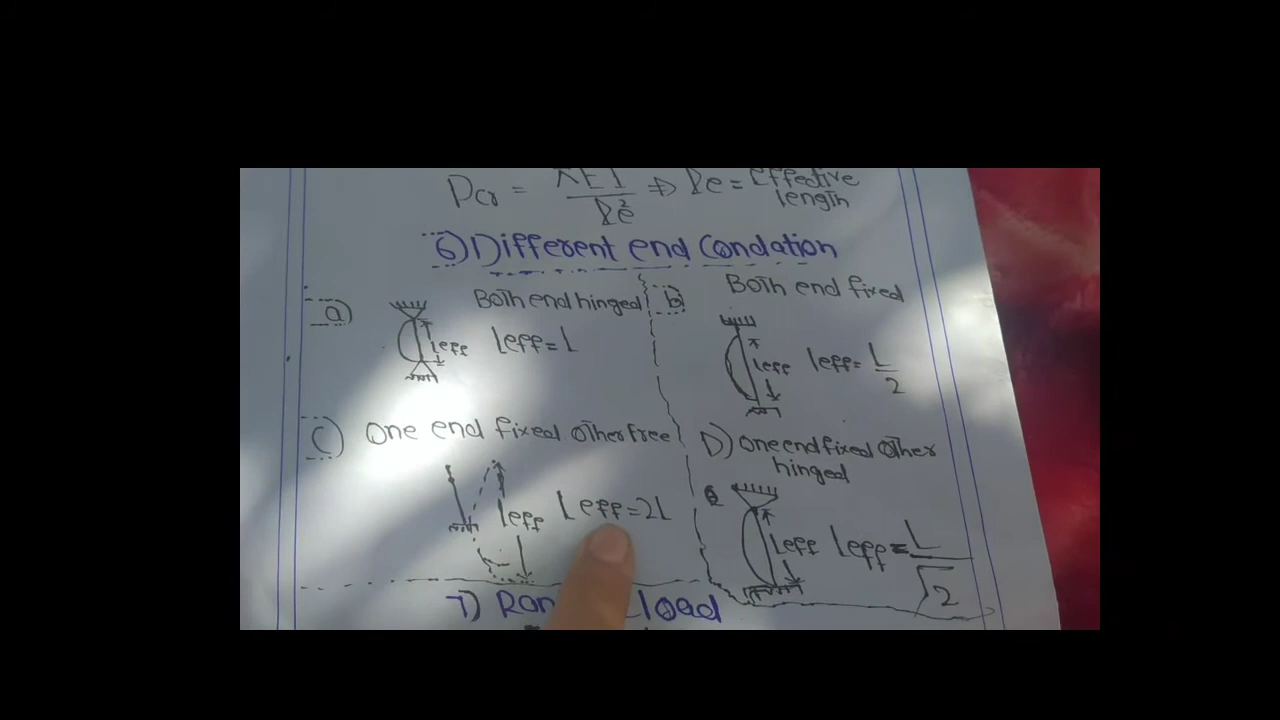 Pcr = π E I / le² ⇒ le = Effective length
6) Different end Condation
a) Both end hinged
leff
leff = L
b) Both end fixed
leff
leff = L/2
C) One end fixed other free
leff
Leff = 2L
D) One end fixed other hinged
leff
leff = L/√2
7) load